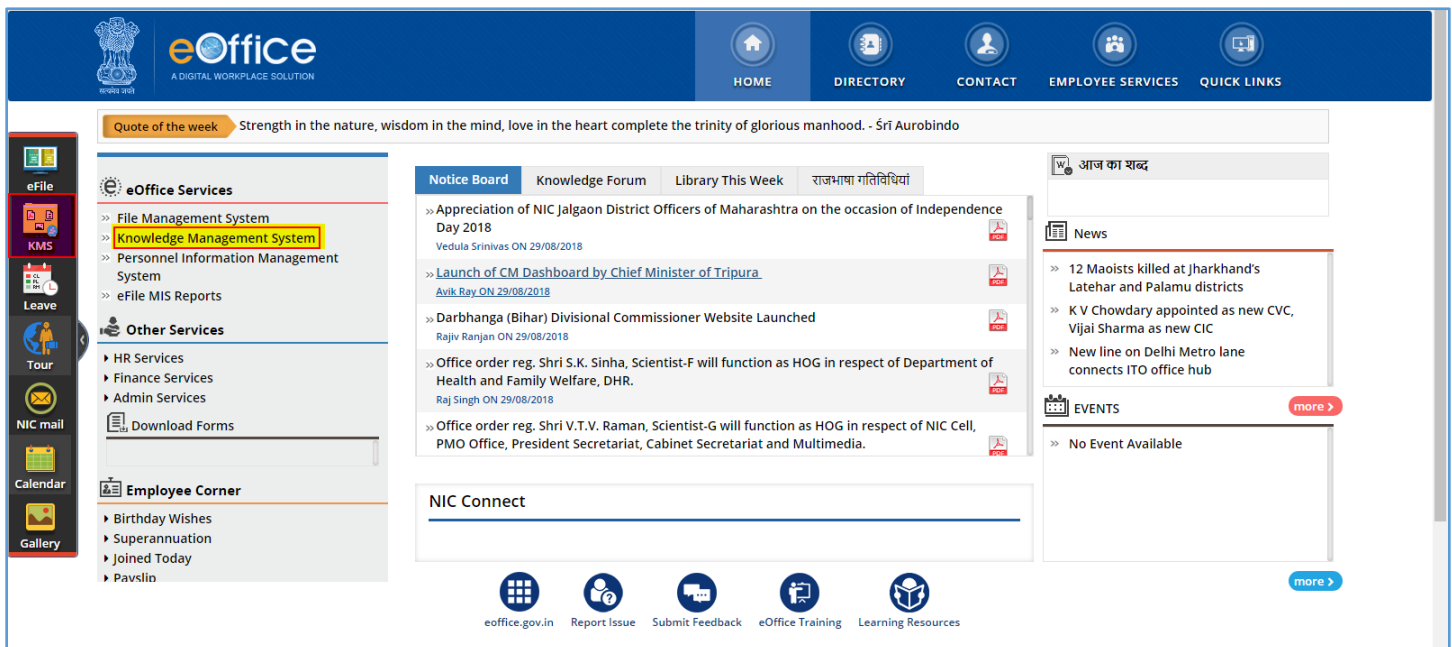 सत्यमेव जयते
eOffice
A DIGITAL WORKPLACE SOLUTION
HOME
DIRECTORY
CONTACT
EMPLOYEE SERVICES
QUICK LINKS
Quote of the week
Strength in the nature, wisdom in the mind, love in the heart complete the trinity of glorious manhood. - Śrī Aurobindo
eFile
KMS
Leave
Tour
NIC mail
Calendar
Gallery
eOffice Services
» File Management System
» Knowledge Management System
» Personnel Information Management
System
» eFile MIS Reports
Other Services
HR Services
Finance Services
Admin Services
Download Forms
Employee Corner
Birthday Wishes
Superannuation
Joined Today
Payslip
Notice Board
Knowledge Forum
Library This Week
राजभाषा गतिविधियां
» Appreciation of NIC Jalgaon District Officers of Maharashtra on the occasion of Independence
Day 2018
PDF
Vedula Srinivas ON 29/08/2018
» Launch of CM Dashboard by Chief Minister of Tripura
PDF
Avik Ray ON 29/08/2018
» Darbhanga (Bihar) Divisional Commissioner Website Launched
PDF
Rajiv Ranjan ON 29/08/2018
» Office order reg. Shri S.K. Sinha, Scientist-F will function as HOG in respect of Department of
Health and Family Welfare, DHR.
PDF
Raj Singh ON 29/08/2018
» Office order reg. Shri V.T.V. Raman, Scientist-G will function as HOG in respect of NIC Cell,
PMO Office, President Secretariat, Cabinet Secretariat and Multimedia.
PDF
NIC Connect
W आज का शब्द
News
» 12 Maoists killed at Jharkhand's
Latehar and Palamu districts
» K V Chowdary appointed as new CVC,
Vijai Sharma as new CIC
» New line on Delhi Metro lane
connects ITO office hub
EVENTS
more >
» No Event Available
more >
eoffice.gov.in
Report Issue
Submit Feedback
eOffice Training
Learning Resources